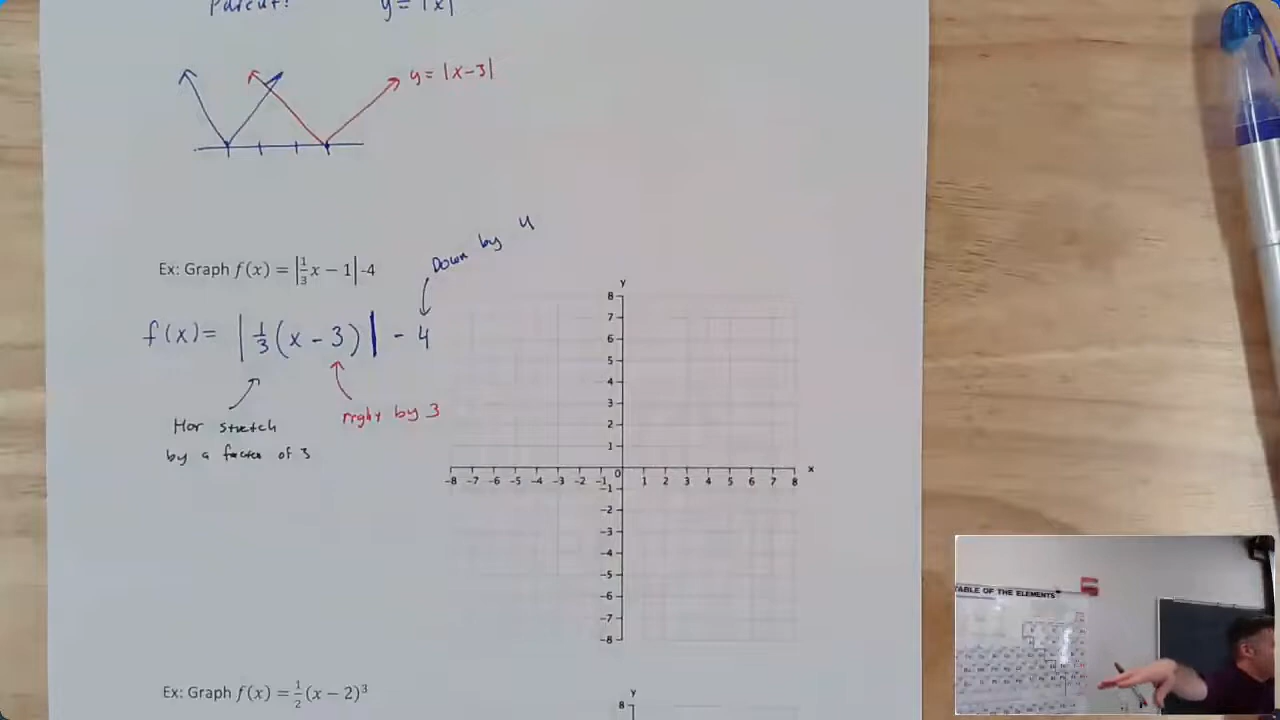 Parent: y = |x|
y = |x-3|
Down by 4
Ex: Graph f(x) = |1/3 x − 1| -4
f(x) = | 1/3 (x - 3) | - 4
Hor stretch
by a factor of 3
right by 3
y
8
7
6
5
4
3
2
1
-8 -7 -6 -5 -4 -3 -2 -1 0 1 2 3 4 5 6 7 8 x
-1
-2
-3
-4
-5
-6
-7
-8
TABLE OF THE ELEMENTS
Ex: Graph f(x) = 1/2 (x − 2)³
y
8